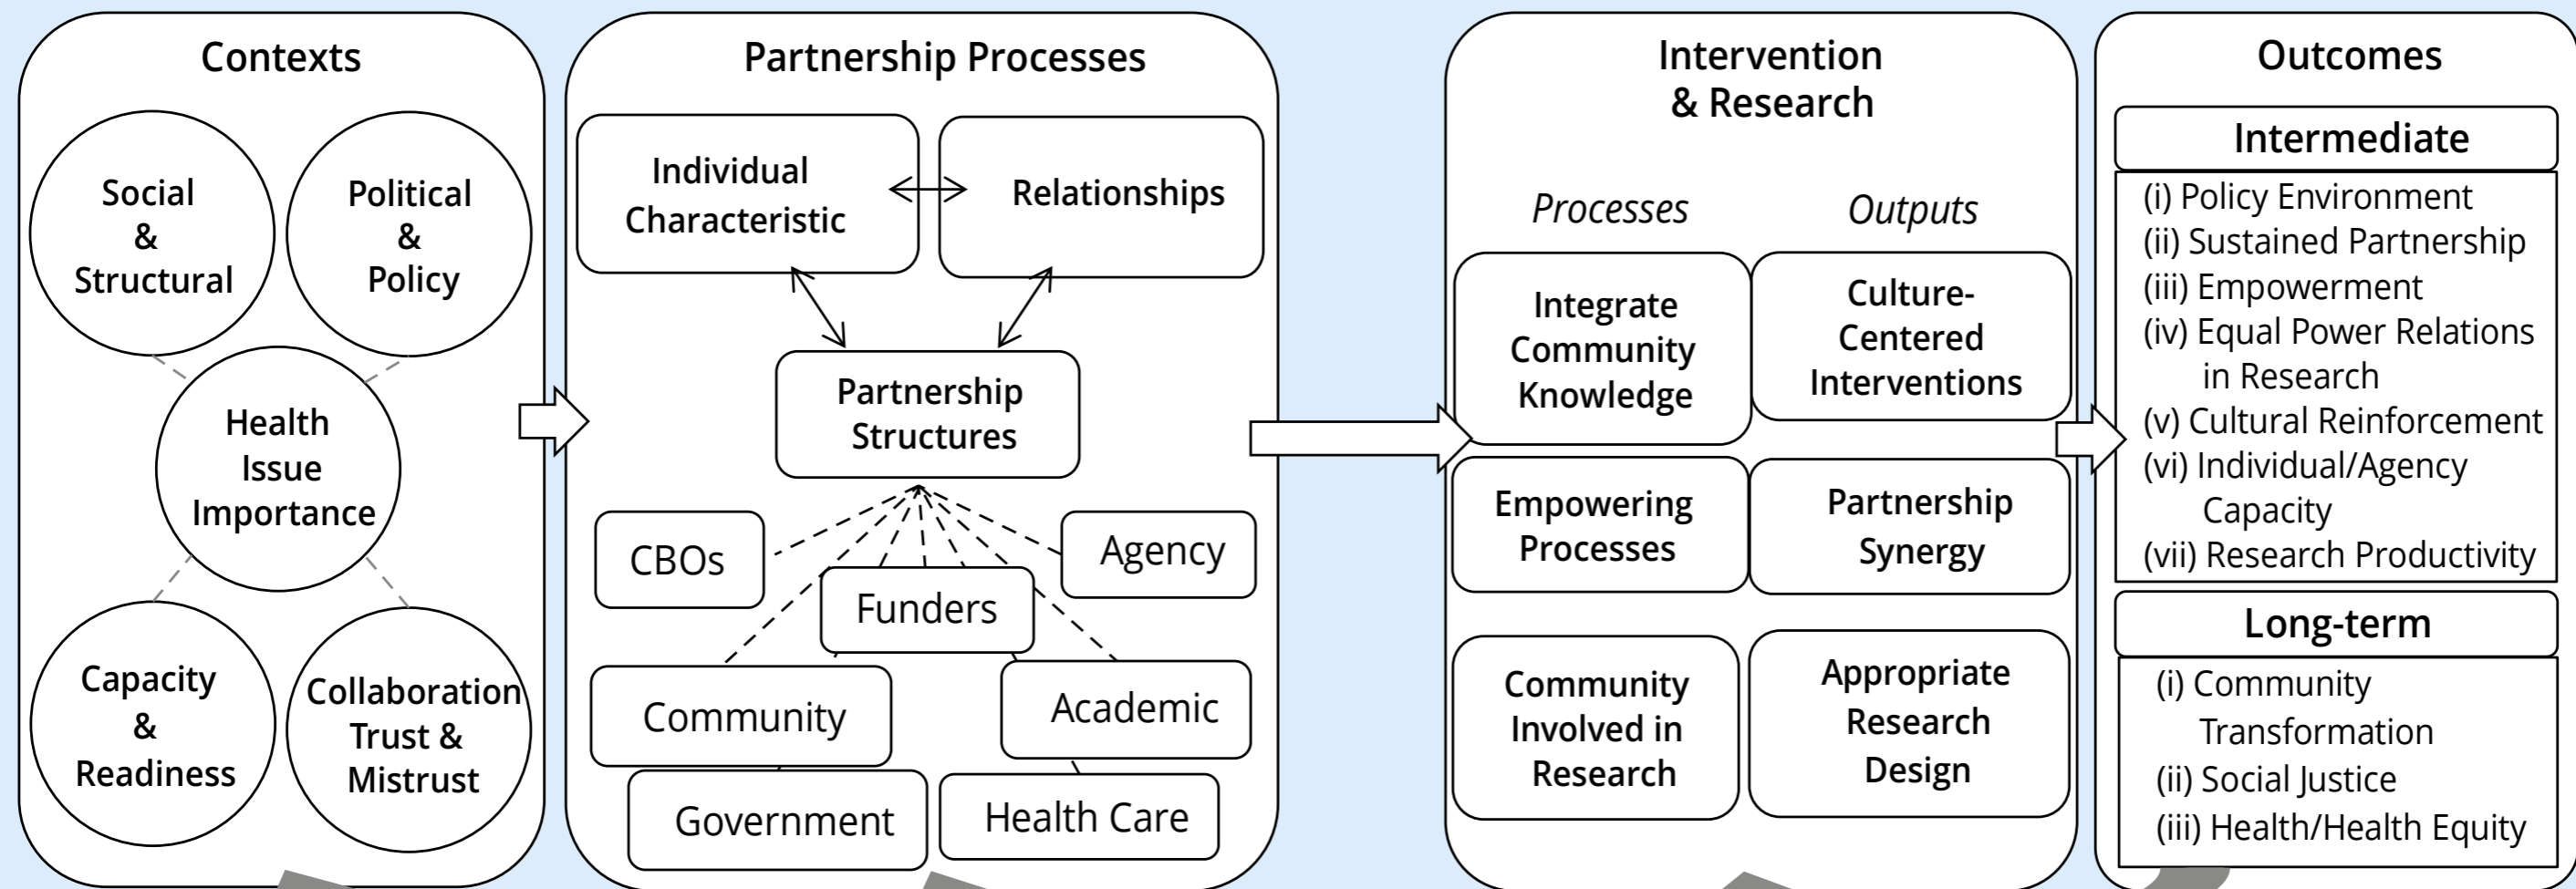 Contexts
Social
&
Structural
Political
&
Policy
Health
Issue
Importance
Capacity
&
Readiness
Collaboration
Trust &
Mistrust
Partnership Processes
Individual
Characteristic
Relationships
Partnership
Structures
CBOs
Agency
Funders
Community
Academic
Government
Health Care
Intervention
& Research
Processes
Outputs
Integrate
Community
Knowledge
Culture-
Centered
Interventions
Empowering
Processes
Partnership
Synergy
Community
Involved in
Research
Appropriate
Research
Design
Outcomes
Intermediate
(i) Policy Environment
(ii) Sustained Partnership
(iii) Empowerment
(iv) Equal Power Relations
in Research
(v) Cultural Reinforcement
(vi) Individual/Agency
Capacity
(vii) Research Productivity
Long-term
(i) Community
Transformation
(ii) Social Justice
(iii) Health/Health Equity